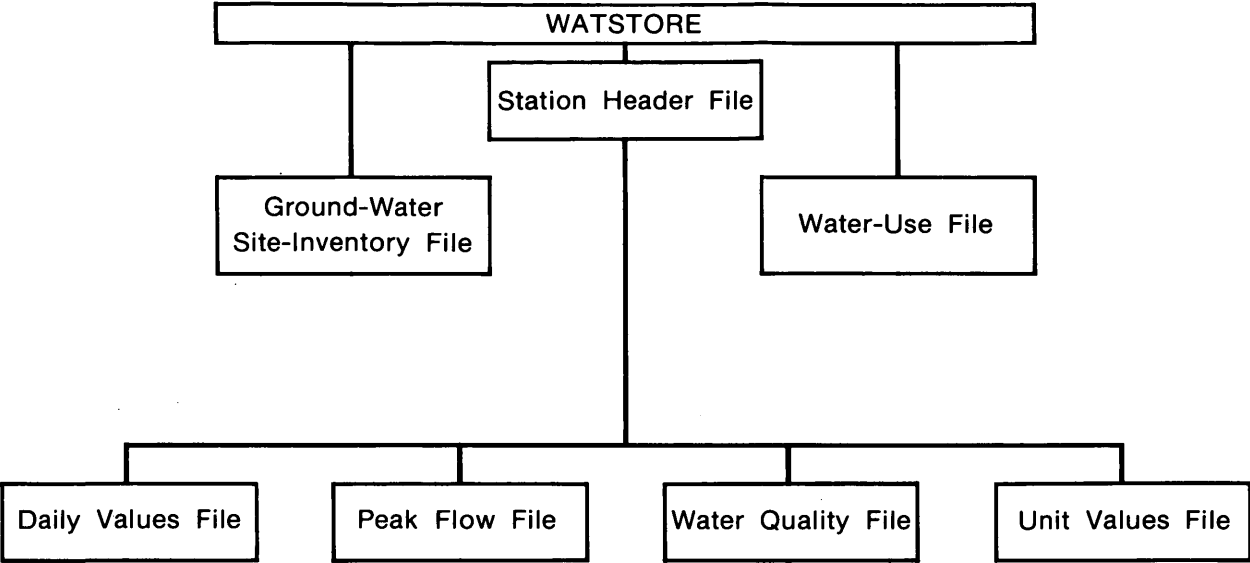 WATSTORE
Station Header File
Ground-Water
Site-Inventory File
Water-Use File
Daily Values File
Peak Flow File
Water Quality File
Unit Values File